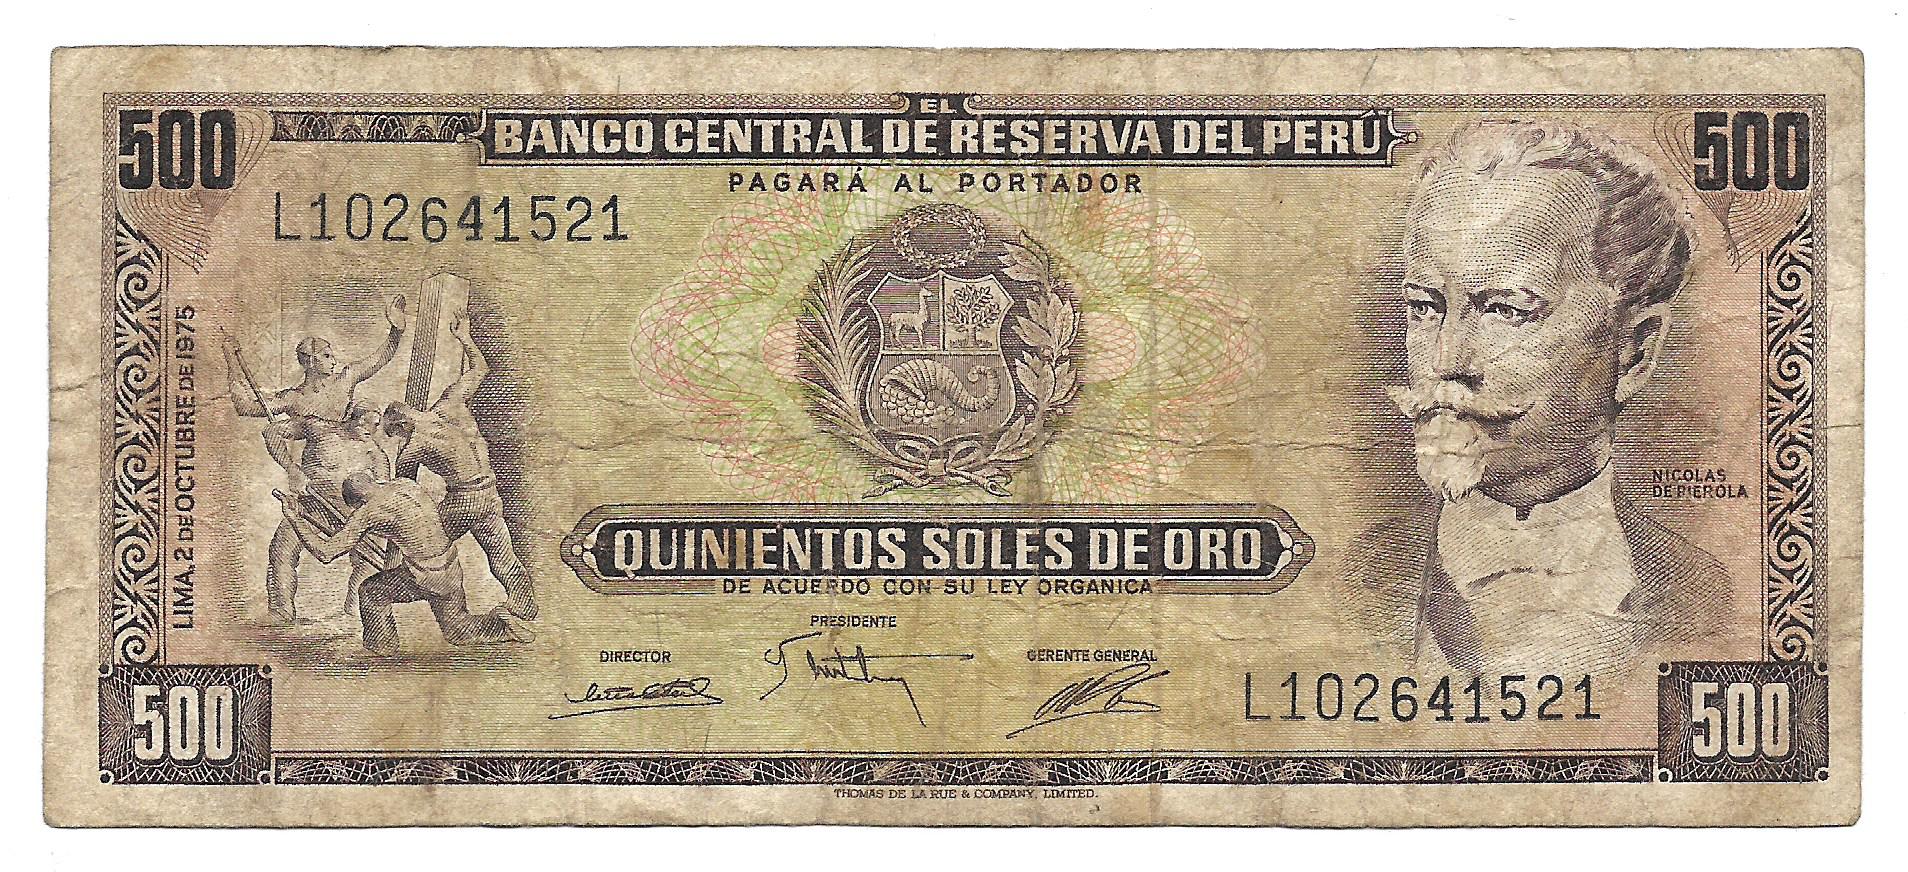 EL
BANCO CENTRAL DE RESERVA DEL PERÚ
500
500
PAGARÁ AL PORTADOR
L102641521
LIMA, 2 DE OCTUBRE DE 1975
NICOLAS
DE PIEROLA
QUINIENTOS SOLES DE ORO
DE ACUERDO CON SU LEY ORGANICA
PRESIDENTE
DIRECTOR
GERENTE GENERAL
L102641521
500
500
THOMAS DE LA RUE & COMPANY, LIMITED.